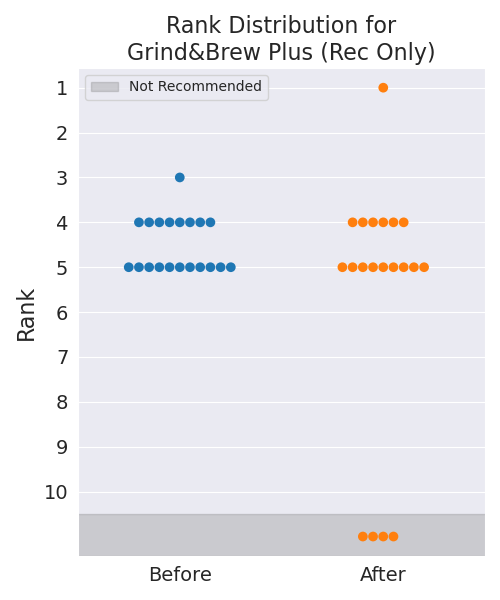 Rank Distribution for
Grind&Brew Plus (Rec Only)
Not Recommended
1
2
3
4
5
6
7
8
9
10
Rank
Before After